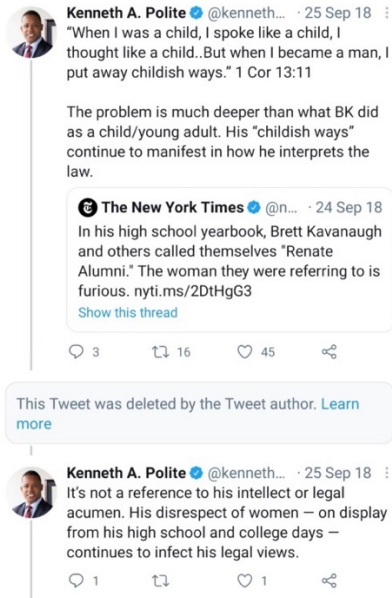 Kenneth A. Polite @kenneth... · 25 Sep 18
“When I was a child, I spoke like a child, I
thought like a child..But when I became a man, I
put away childish ways.” 1 Cor 13:11
The problem is much deeper than what BK did
as a child/young adult. His “childish ways”
continue to manifest in how he interprets the
law.
The New York Times @n... · 24 Sep 18
In his high school yearbook, Brett Kavanaugh
and others called themselves "Renate
Alumni." The woman they were referring to is
furious. nyti.ms/2DtHgG3
Show this thread
3 16 45
This Tweet was deleted by the Tweet author. Learn
more
Kenneth A. Polite @kenneth... · 25 Sep 18
It's not a reference to his intellect or legal
acumen. His disrespect of women — on display
from his high school and college days —
continues to infect his legal views.
1 1